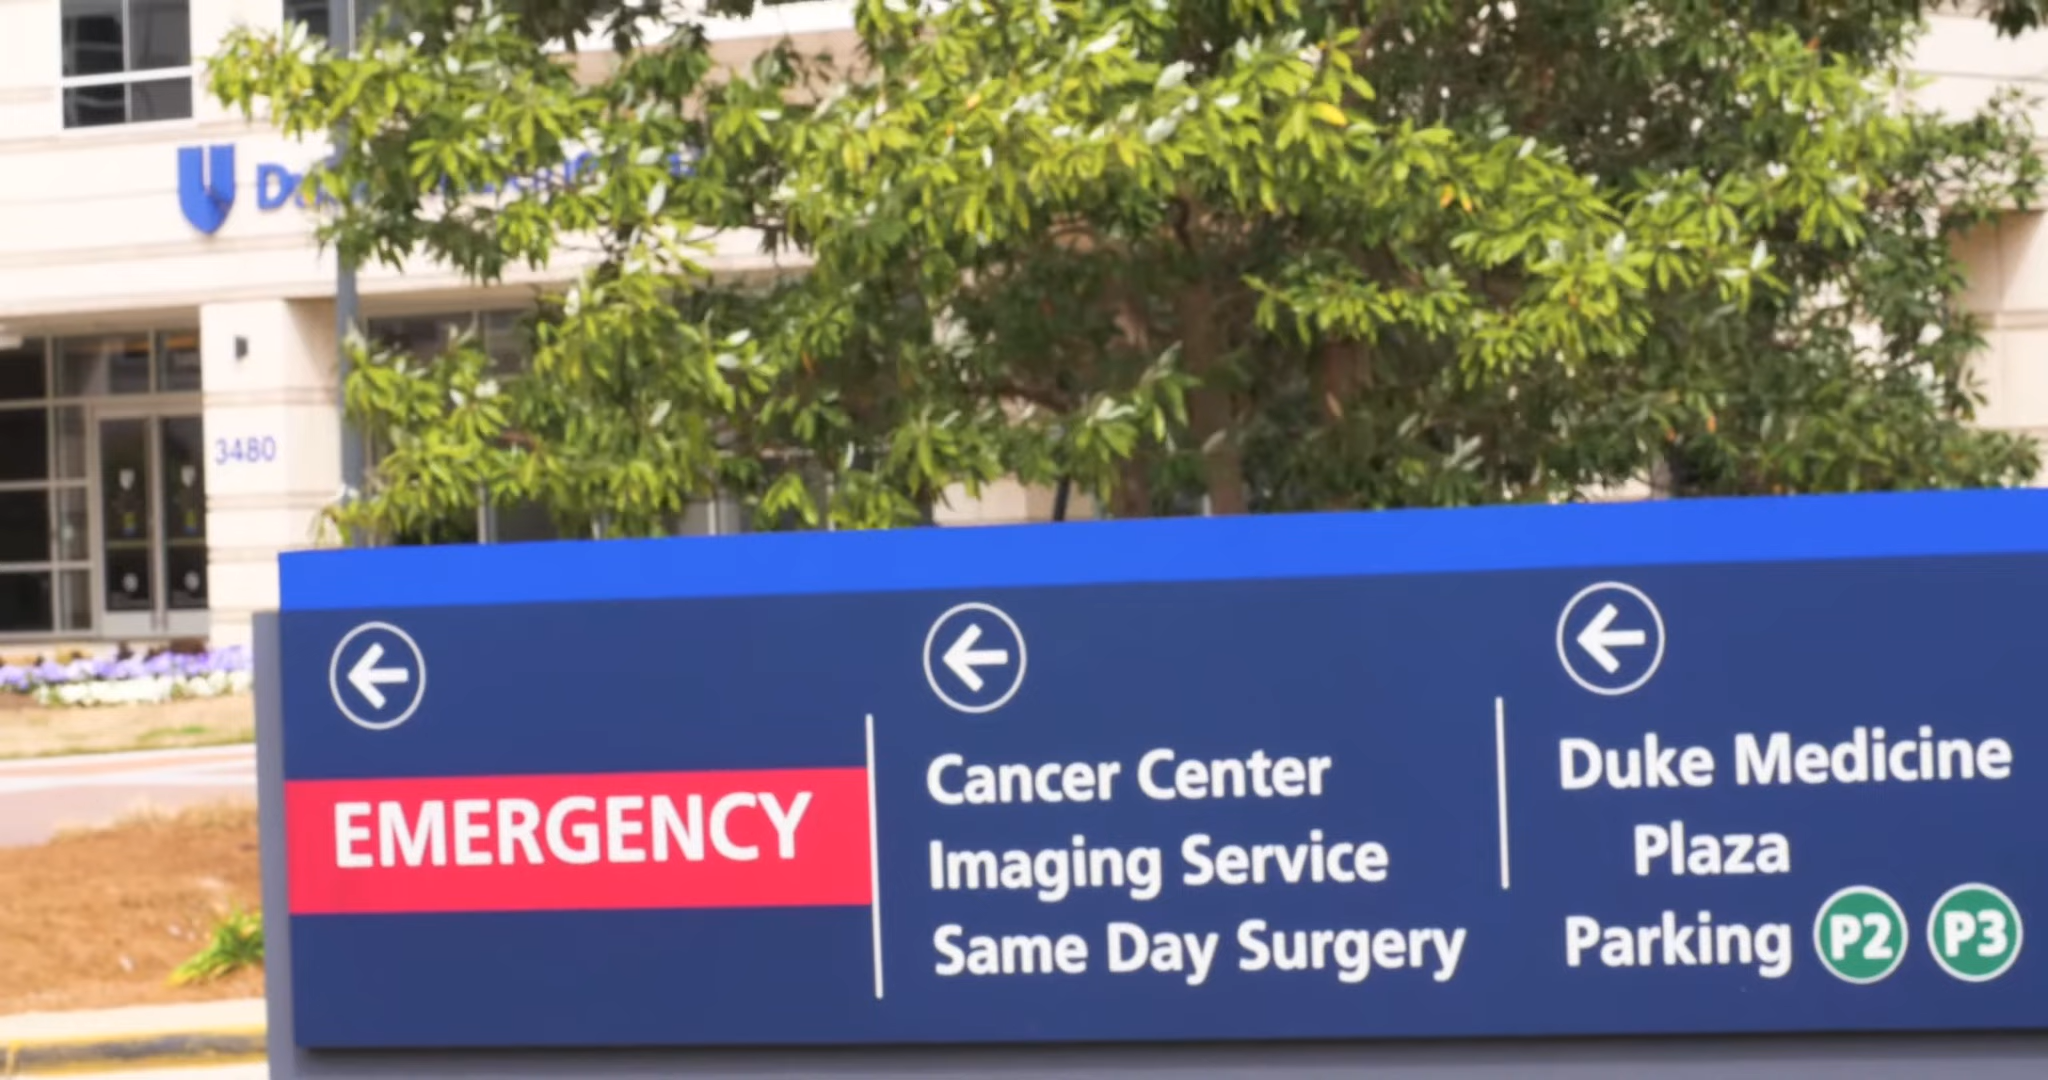 3480
EMERGENCY
Cancer Center
Imaging Service
Same Day Surgery
Duke Medicine
Plaza
Parking P2 P3